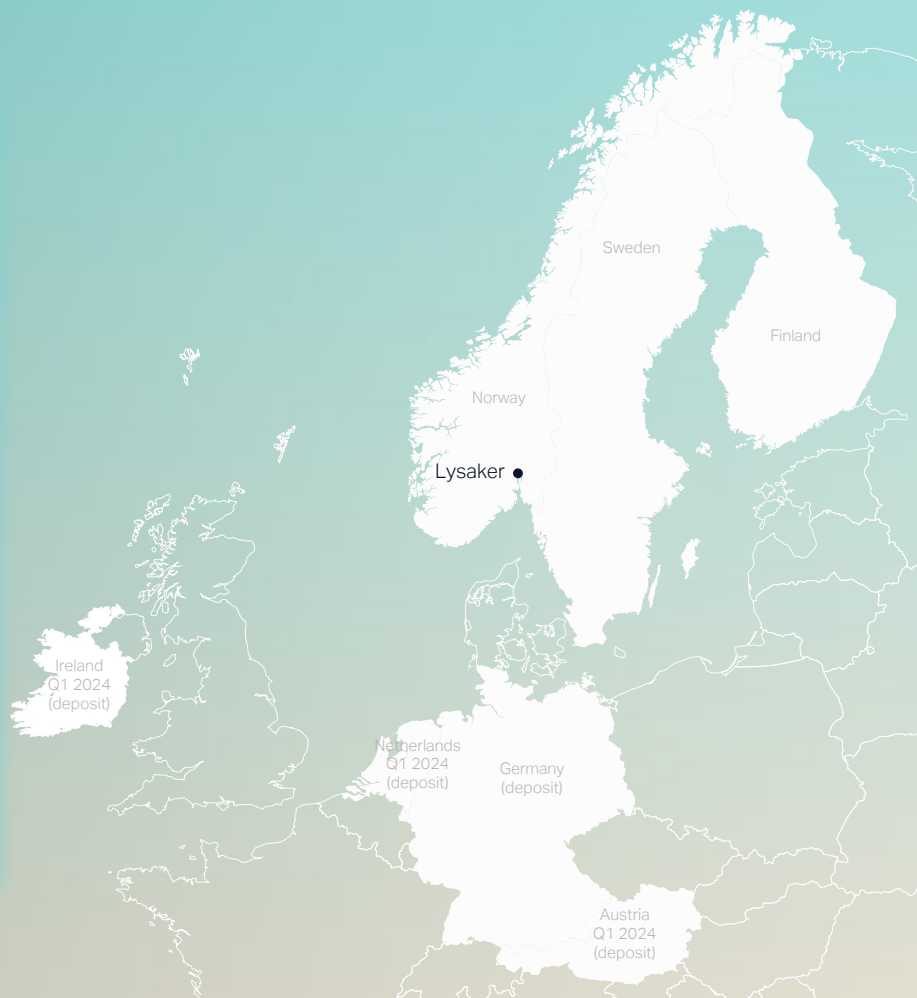 Sweden
Finland
Norway
Lysaker
Ireland
Q1 2024
(deposit)
Netherlands
Q1 2024
(deposit)
Germany
(deposit)
Austria
Q1 2024
(deposit)